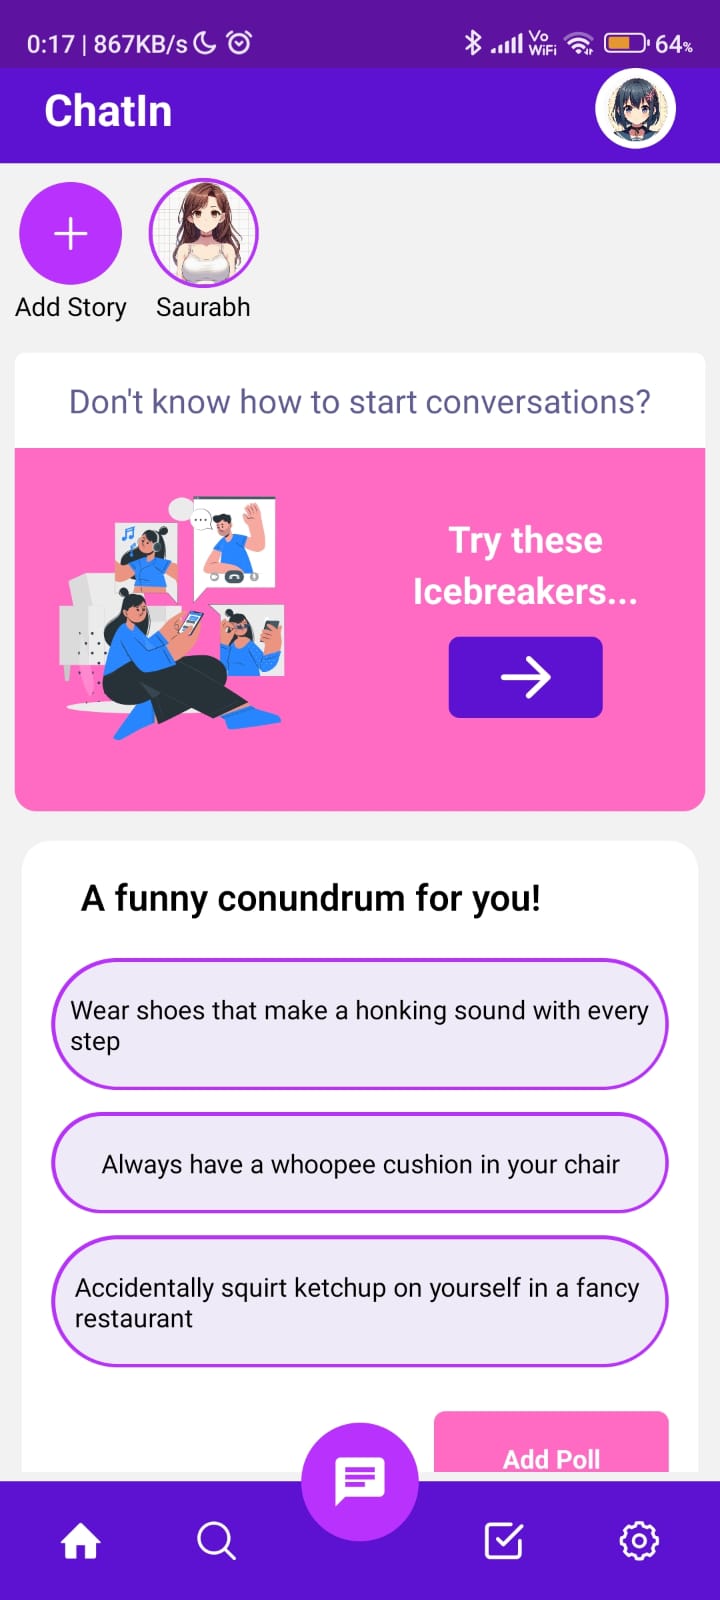 0:17 | 867KB/s
Vo
WiFi
64%
ChatIn
Add Story
Saurabh
Don't know how to start conversations?
Try these
Icebreakers...
A funny conundrum for you!
Wear shoes that make a honking sound with every
step
Always have a whoopee cushion in your chair
Accidentally squirt ketchup on yourself in a fancy
restaurant
Add Poll